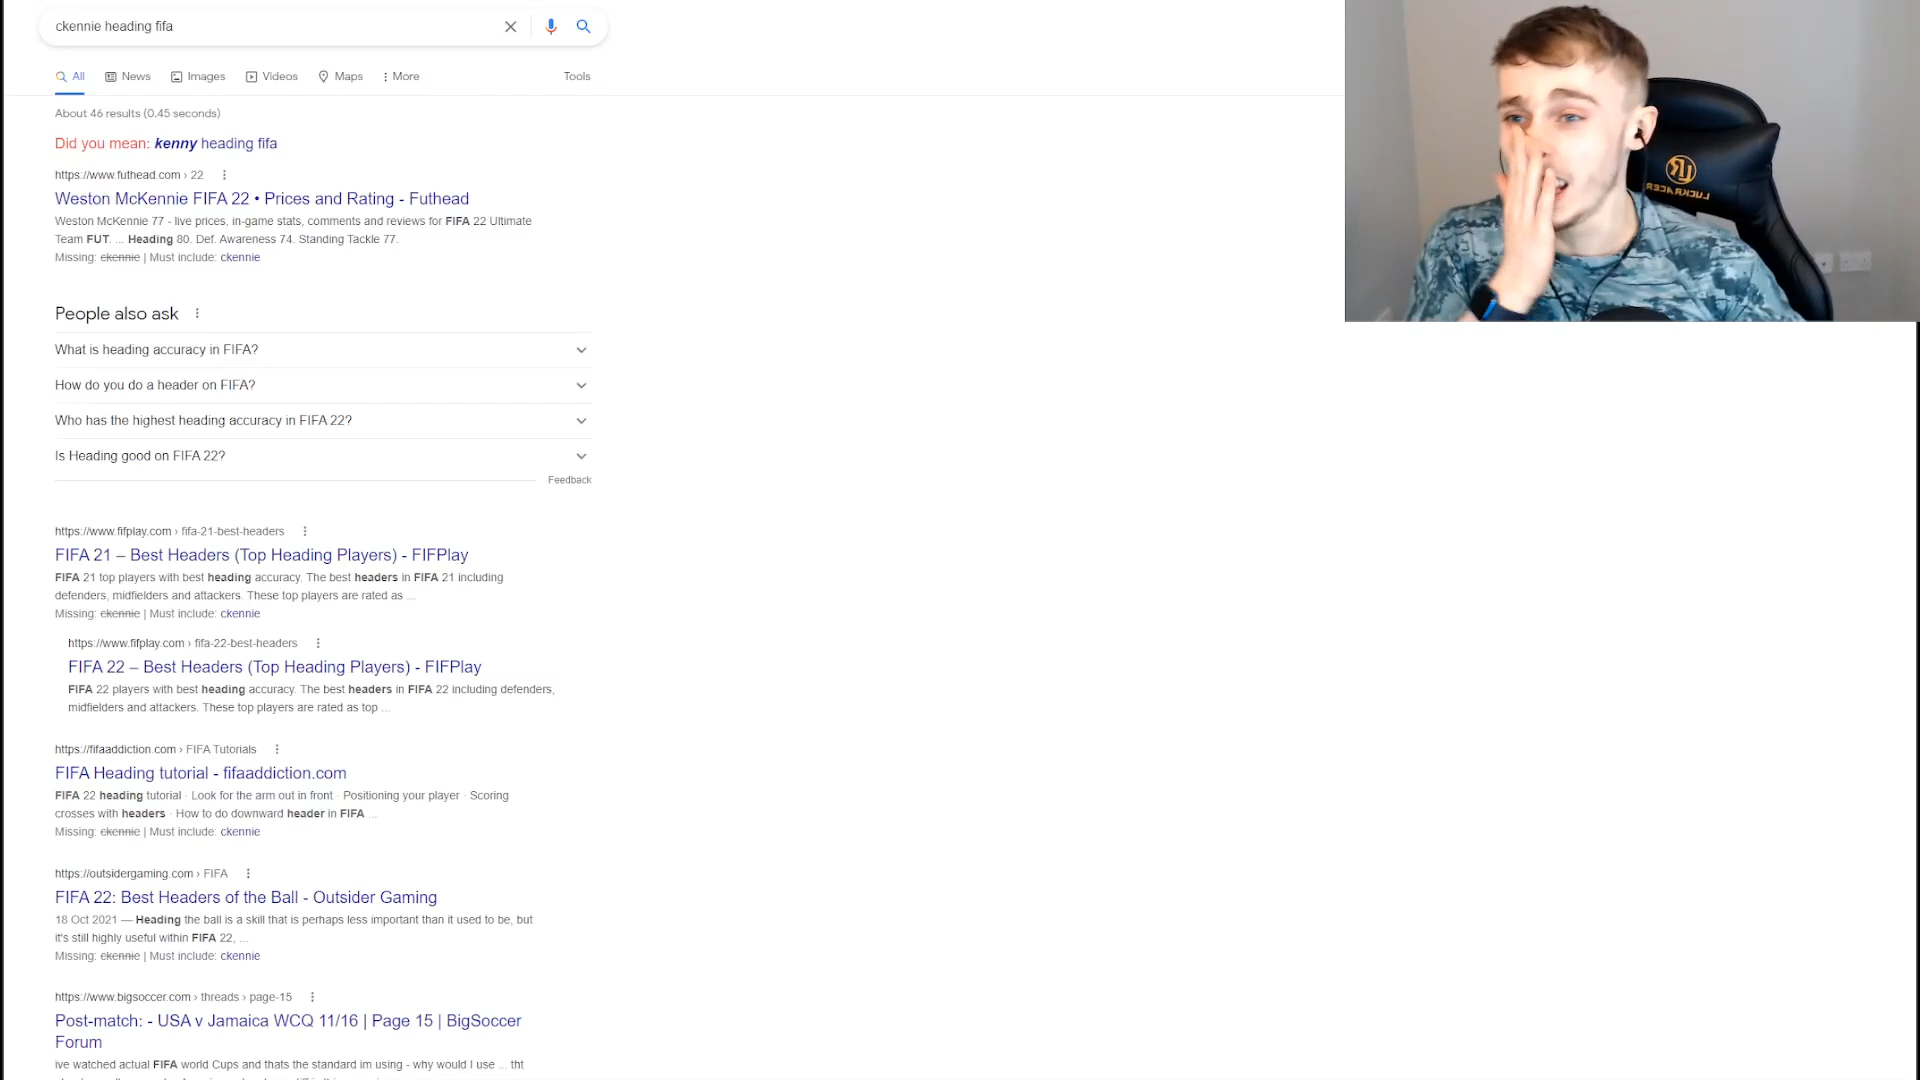 ckennie heading fifa
All
News
Images
Videos
Maps
More
Tools
About 46 results (0.45 seconds)
Did you mean: kenny heading fifa
https://www.futhead.com › 22
Weston McKennie FIFA 22 • Prices and Rating - Futhead
Weston McKennie 77 - live prices, in-game stats, comments and reviews for FIFA 22 Ultimate
Team FUT. ... Heading 80. Def. Awareness 74. Standing Tackle 77.
Missing: ckennie | Must include: ckennie
People also ask
What is heading accuracy in FIFA?
How do you do a header on FIFA?
Who has the highest heading accuracy in FIFA 22?
Is Heading good on FIFA 22?
Feedback
https://www.fifplay.com › fifa-21-best-headers
FIFA 21 – Best Headers (Top Heading Players) - FIFPlay
FIFA 21 top players with best heading accuracy. The best headers in FIFA 21 including
defenders, midfielders and attackers. These top players are rated as ...
Missing: ckennie | Must include: ckennie
https://www.fifplay.com › fifa-22-best-headers
FIFA 22 – Best Headers (Top Heading Players) - FIFPlay
FIFA 22 players with best heading accuracy. The best headers in FIFA 22 including defenders,
midfielders and attackers. These top players are rated as top ...
https://fifaaddiction.com › FIFA Tutorials
FIFA Heading tutorial - fifaaddiction.com
FIFA 22 heading tutorial · Look for the arm out in front · Positioning your player · Scoring
crosses with headers · How to do downward header in FIFA ...
Missing: ckennie | Must include: ckennie
https://outsidergaming.com › FIFA
FIFA 22: Best Headers of the Ball - Outsider Gaming
18 Oct 2021 — Heading the ball is a skill that is perhaps less important than it used to be, but
it's still highly useful within FIFA 22, ...
Missing: ckennie | Must include: ckennie
https://www.bigsoccer.com › threads › page-15
Post-match: - USA v Jamaica WCQ 11/16 | Page 15 | BigSoccer
Forum
ive watched actual FIFA world Cups and thats the standard im using - why would I use ... tht
LUCKRACER